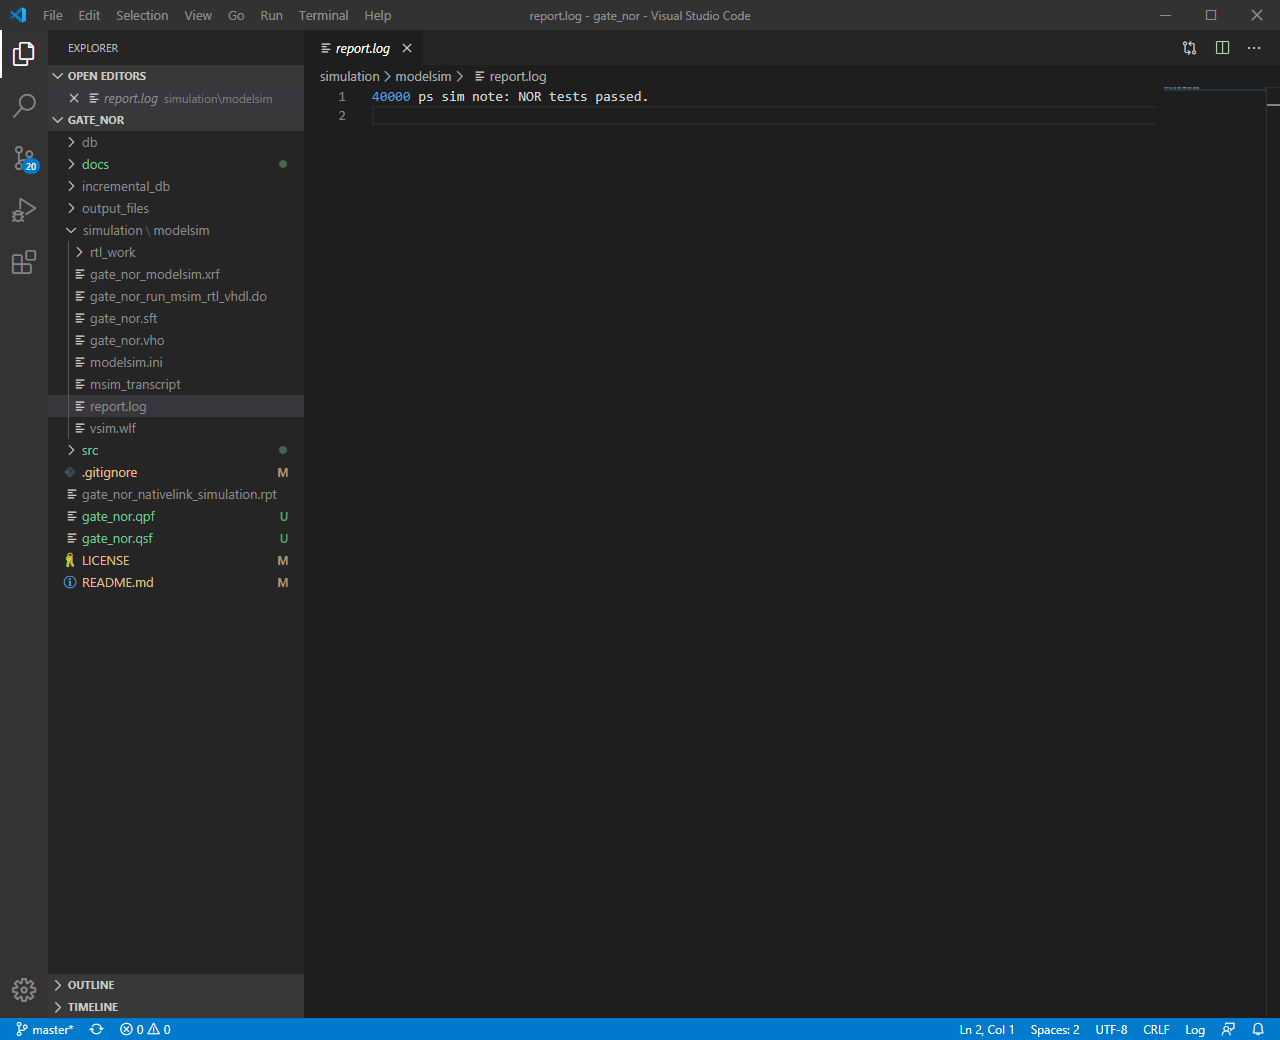 File Edit Selection View Go Run Terminal Help report.log - gate_nor - Visual Studio Code
EXPLORER
OPEN EDITORS
report.log simulation\modelsim
GATE_NOR
db
docs
incremental_db
output_files
simulation \ modelsim
rtl_work
gate_nor_modelsim.xrf
gate_nor_run_msim_rtl_vhdl.do
gate_nor.sft
gate_nor.vho
modelsim.ini
msim_transcript
report.log
vsim.wlf
src
.gitignore M
gate_nor_nativelink_simulation.rpt
gate_nor.qpf U
gate_nor.qsf U
LICENSE M
README.md M
OUTLINE
TIMELINE
20
report.log
simulation > modelsim > report.log
1 40000 ps sim note: NOR tests passed.
2
master* 0 0 Ln 2, Col 1 Spaces: 2 UTF-8 CRLF Log